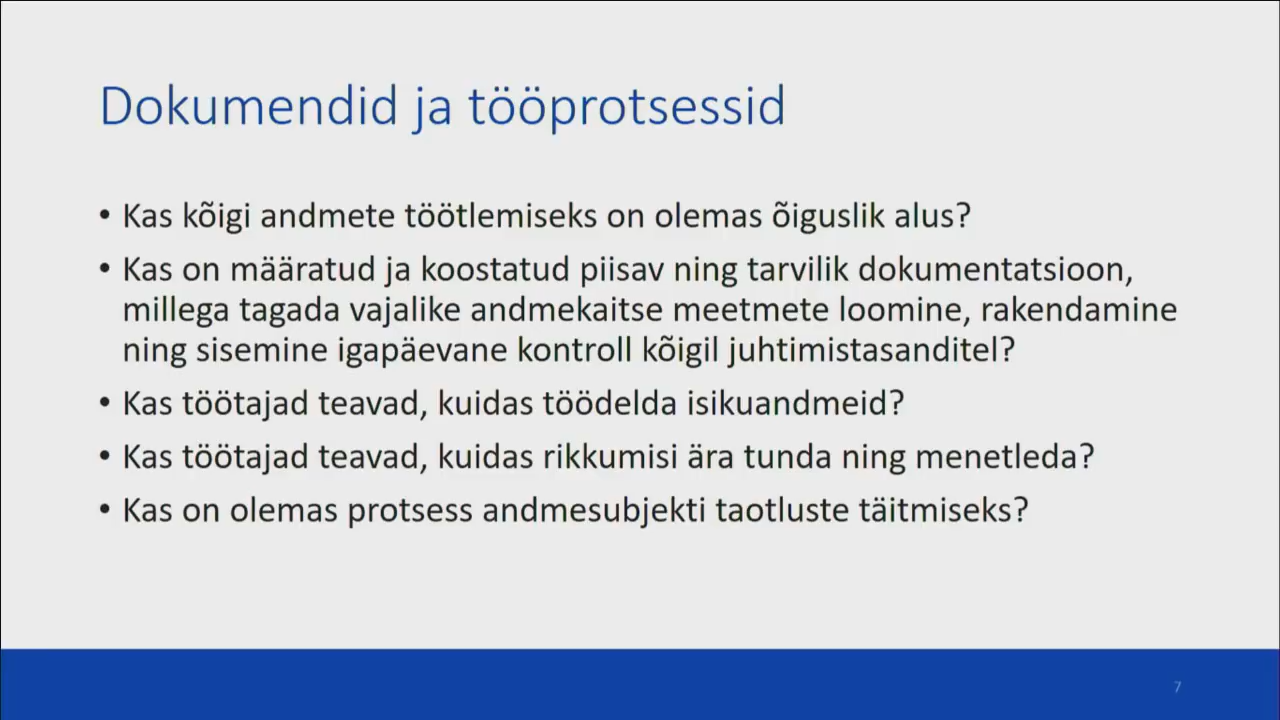 Dokumendid ja tööprotsessid
• Kas kõigi andmete töötlemiseks on olemas õiguslik alus?
• Kas on määratud ja koostatud piisav ning tarvilik dokumentatsioon,
millega tagada vajalike andmekaitse meetmete loomine, rakendamine
ning sisemine igapäevane kontroll kõigil juhtimistasanditel?
• Kas töötajad teavad, kuidas töödelda isikuandmeid?
• Kas töötajad teavad, kuidas rikkumisi ära tunda ning menetleda?
• Kas on olemas protsess andmesubjekti taotluste täitmiseks?
7